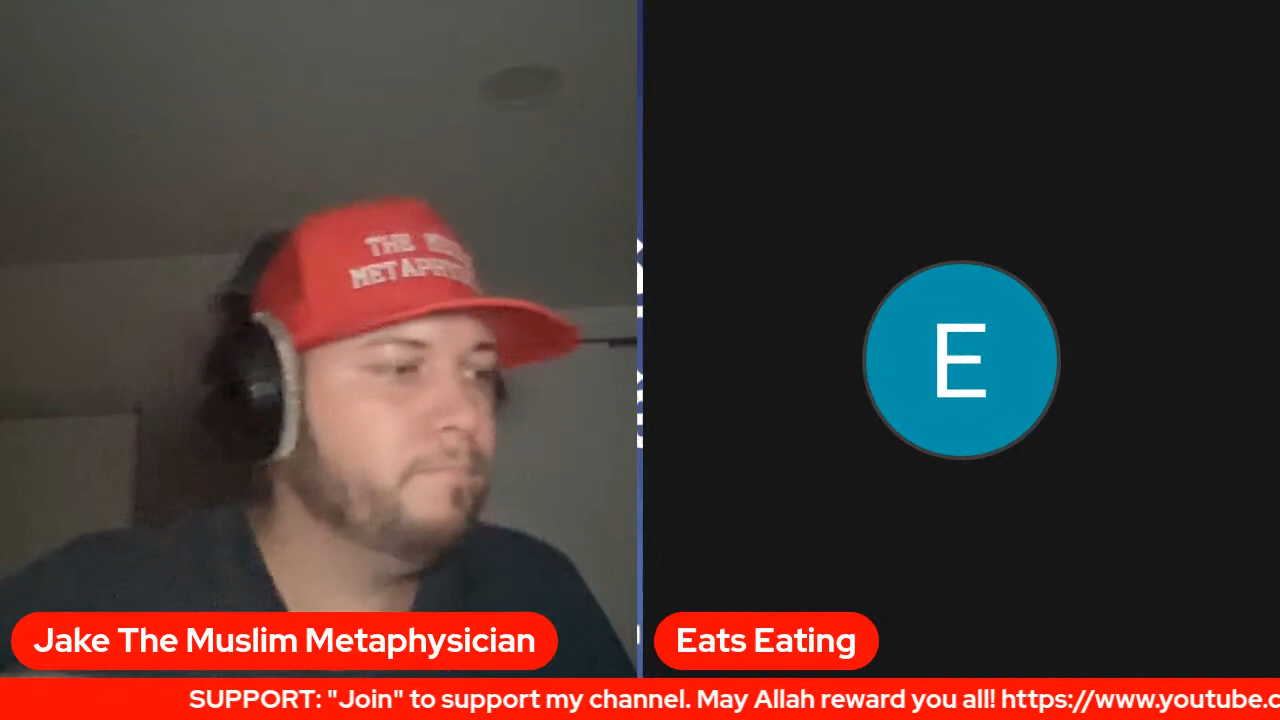 THE
METAPHY
E
Jake The Muslim Metaphysician
Eats Eating
SUPPORT: "Join" to support my channel. May Allah reward you all! https://www.youtube.c